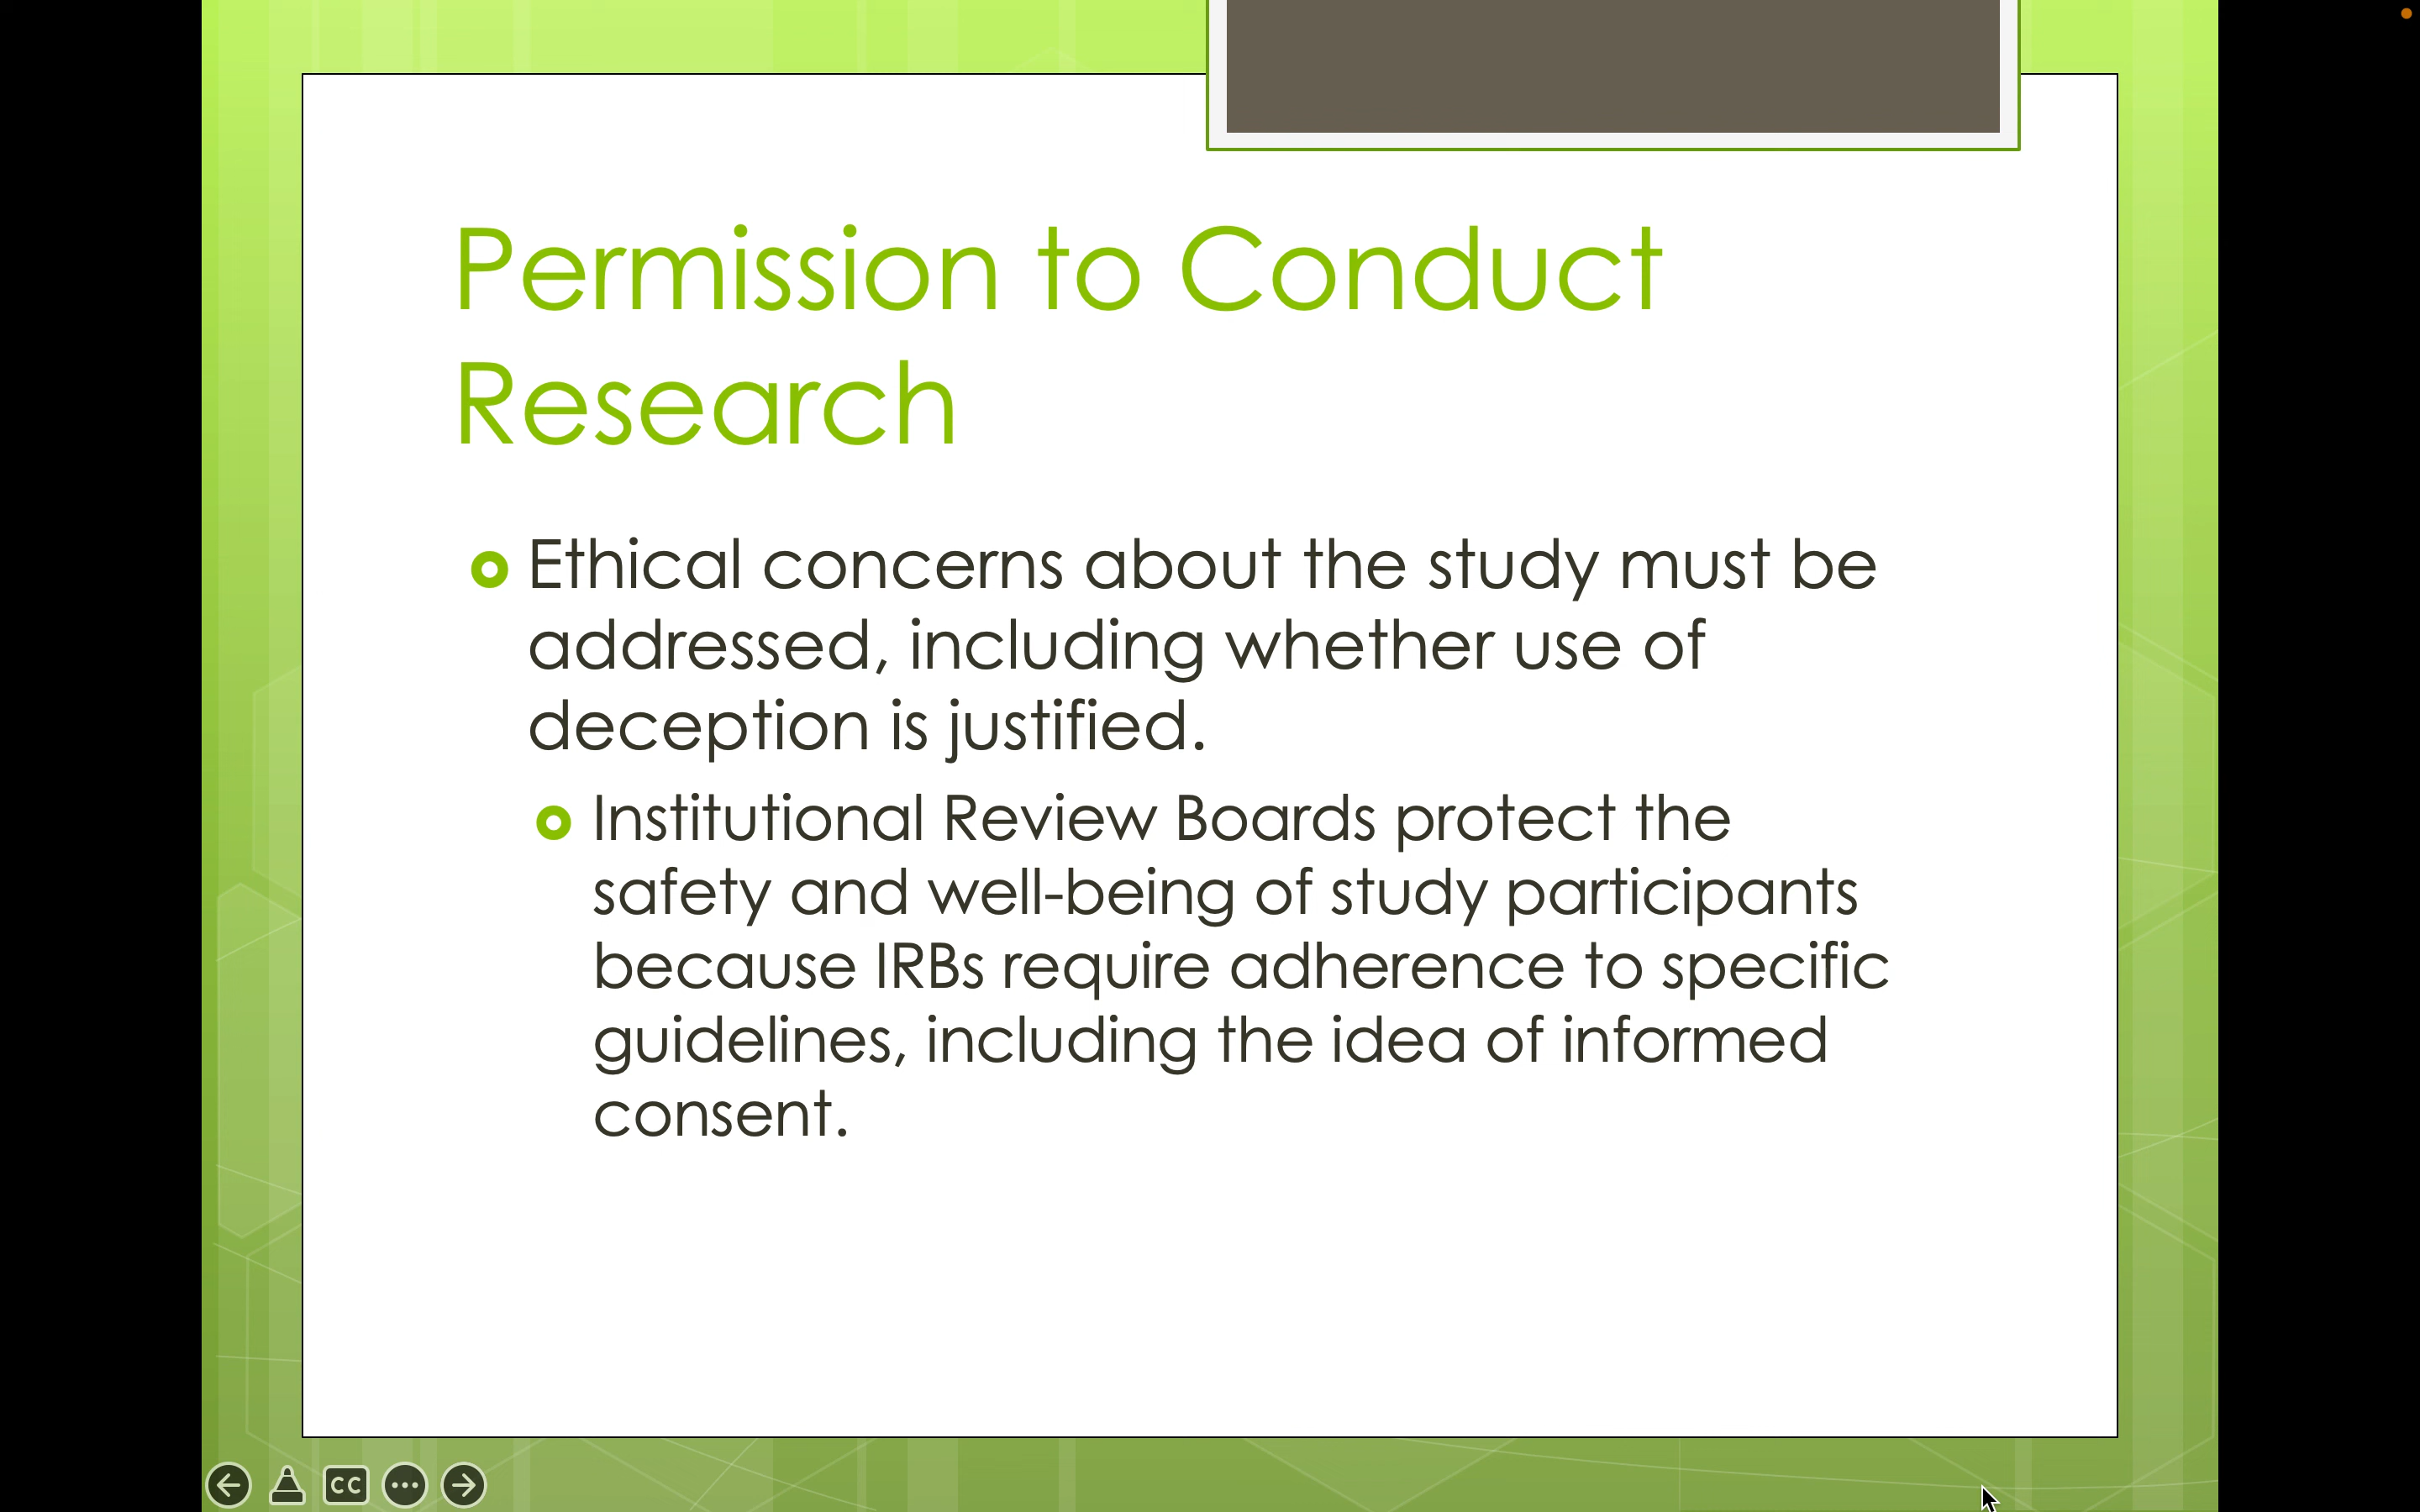 Permission to Conduct
Research
Ethical concerns about the study must be
addressed, including whether use of
deception is justified.
Institutional Review Boards protect the
safety and well-being of study participants
because IRBs require adherence to specific
guidelines, including the idea of informed
consent.
CC